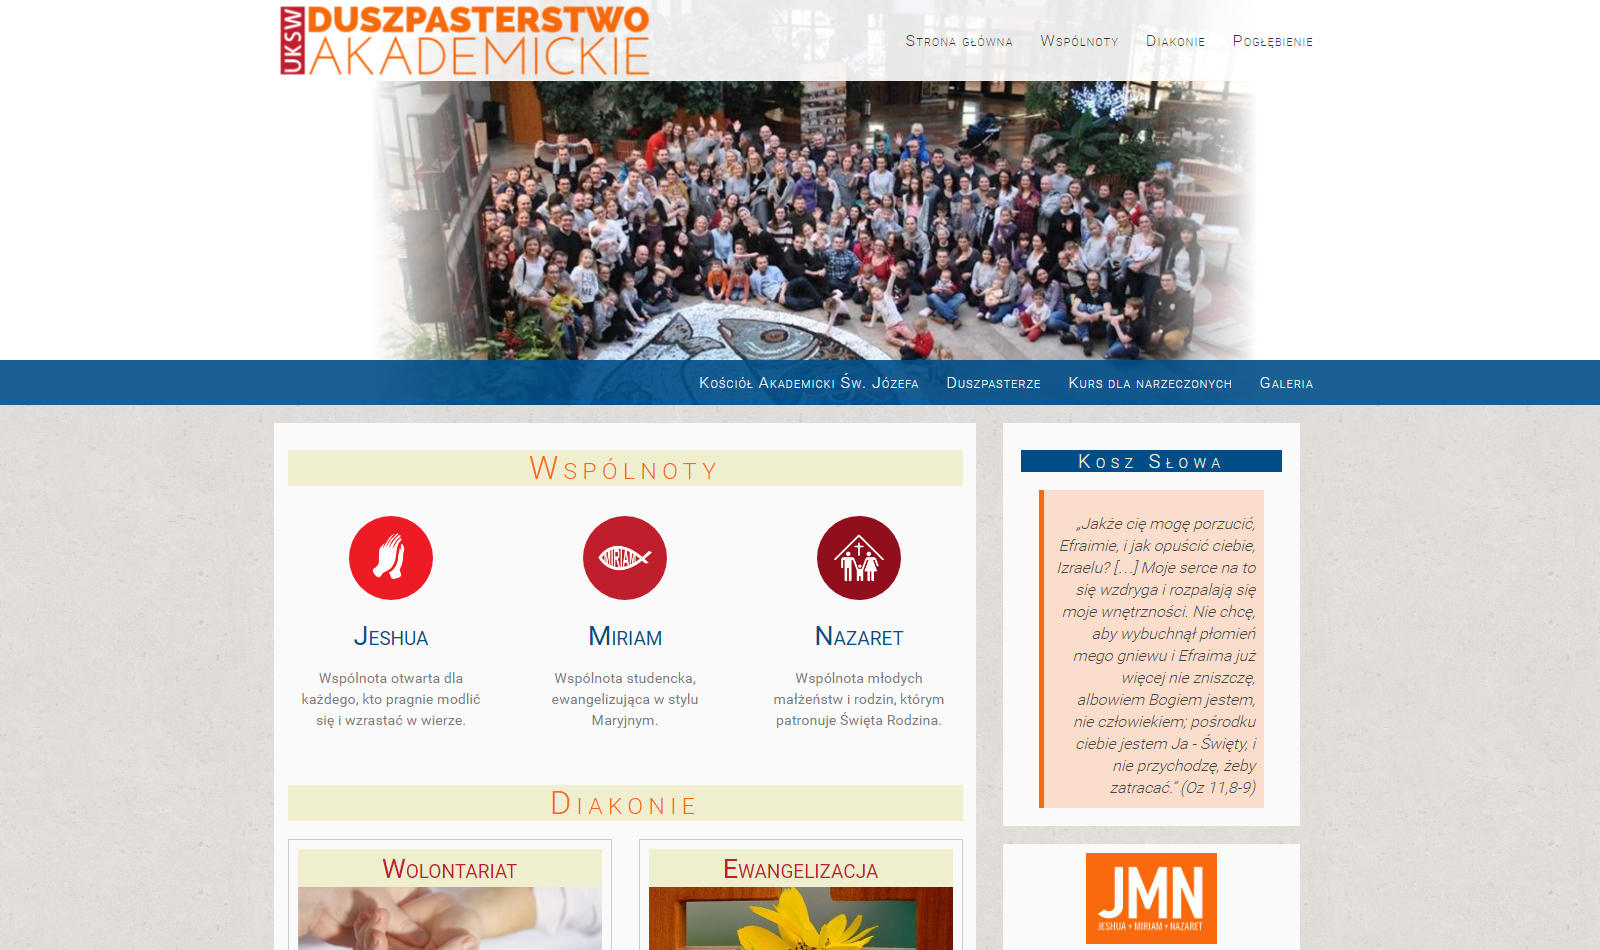 UKSW
DUSZPASTERSTWO
AKADEMICKIE
Strona główna Wspólnoty Diakonie Pogłębienie
Kościół Akademicki Św. Józefa Duszpasterze Kurs dla narzeczonych Galeria
Wspólnoty
MIRIAM
Jeshua
Wspólnota otwarta dla
każdego, kto pragnie modlić
się i wzrastać w wierze.
Miriam
Wspólnota studencka,
ewangelizująca w stylu
Maryjnym.
Nazaret
Wspólnota młodych
małżeństw i rodzin, którym
patronuje Święta Rodzina.
Diakonie
Wolontariat
Ewangelizacja
Kosz Słowa
„Jakże cię mogę porzucić,
Efraimie, i jak opuścić ciebie,
Izraelu? […] Moje serce na to
się wzdryga i rozpalają się
moje wnętrzności. Nie chcę,
aby wybuchnął płomień
mego gniewu i Efraima już
więcej nie zniszczę,
albowiem Bogiem jestem,
nie człowiekiem; pośrodku
ciebie jestem Ja - Święty, i
nie przychodzę, żeby
zatracać.” (Oz 11,8-9)
JMN
JESHUA • MIRIAM • NAZARET